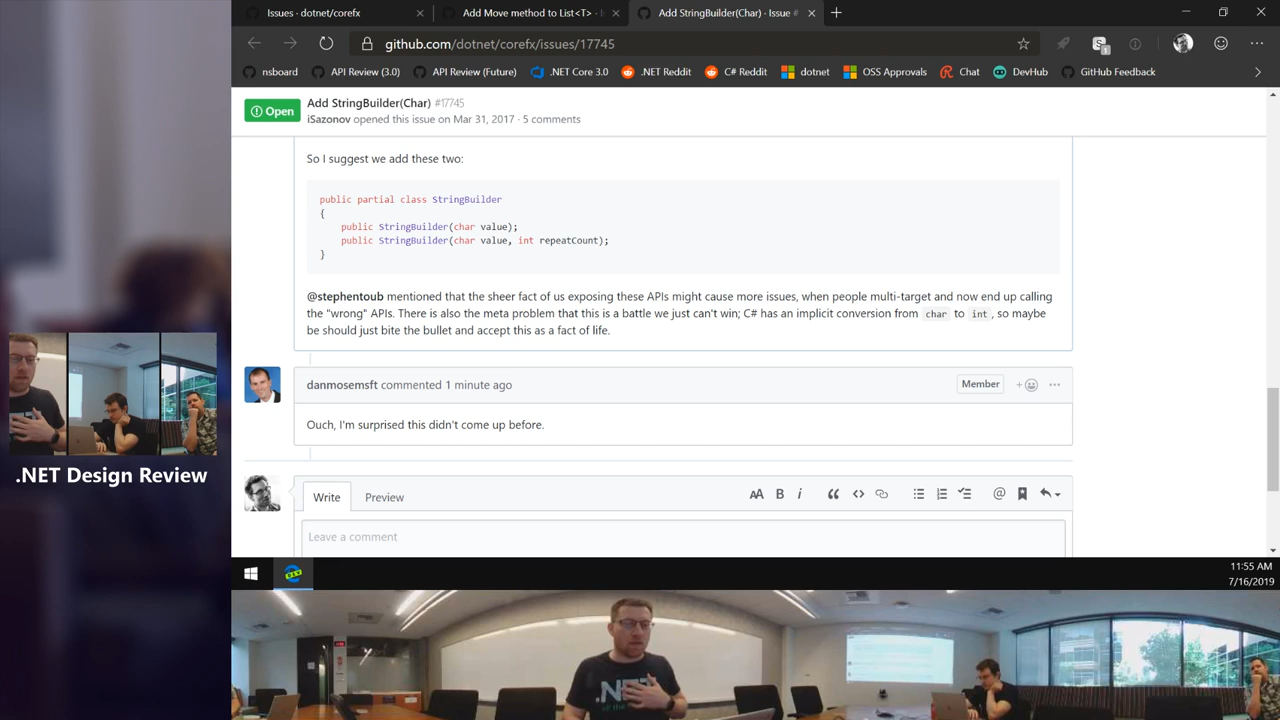 Issues · dotnet/corefx
Add Move method to List<T> ·
Add StringBuilder(Char) · Issue #
github.com/dotnet/corefx/issues/17745
nsboard
API Review (3.0)
API Review (Future)
.NET Core 3.0
.NET Reddit
C# Reddit
dotnet
OSS Approvals
Chat
DevHub
GitHub Feedback
Open
Add StringBuilder(Char) #17745
iSazonov opened this issue on Mar 31, 2017 · 5 comments
So I suggest we add these two:
public partial class StringBuilder
{
public StringBuilder(char value);
public StringBuilder(char value, int repeatCount);
}
@stephentoub mentioned that the sheer fact of us exposing these APIs might cause more issues, when people multi-target and now end up calling
the "wrong" APIs. There is also the meta problem that this is a battle we just can't win; C# has an implicit conversion from char to int, so maybe
be should just bite the bullet and accept this as a fact of life.
danmosemsft commented 1 minute ago
Member
Ouch, I'm surprised this didn't come up before.
Write
Preview
AA B i
Leave a comment
.NET Design Review
DEV
11:55 AM
7/16/2019
.NET